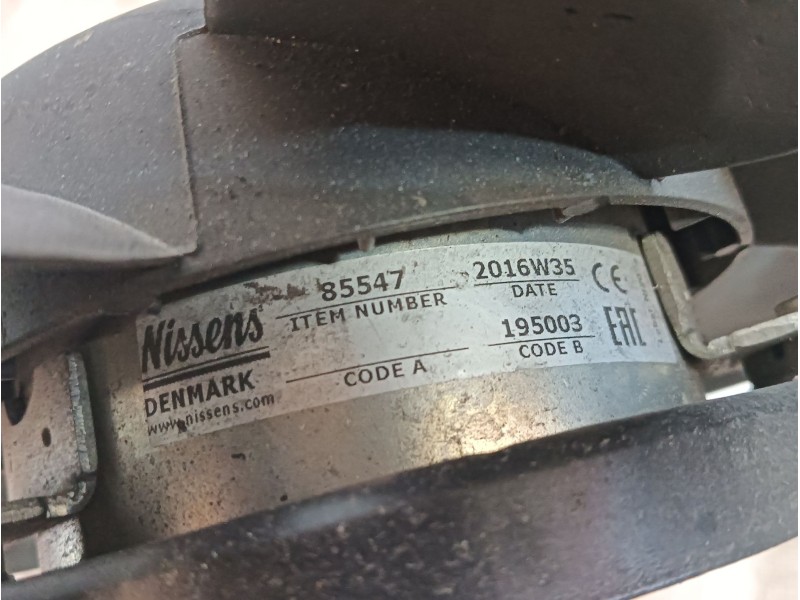 Nissens
DENMARK
www.nissens.com
85547
ITEM NUMBER
CODE A
2016W35
DATE
195003
CODE B
CE
EAC